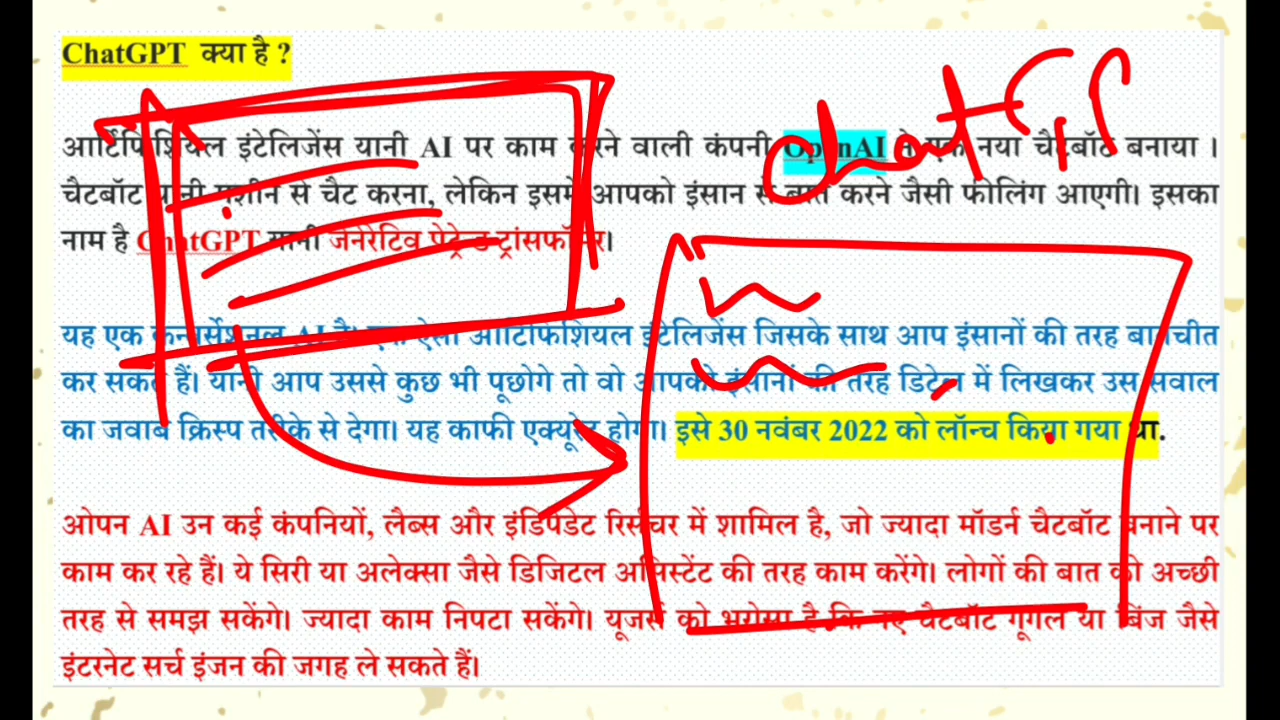 ChatGPT क्या है ?
आर्टिफिशियल इंटेलिजेंस यानी AI पर काम करने वाली कंपनी OpenAI ने एक नया चैटबॉट बनाया ।
चैटबॉट यानी मशीन से चैट करना, लेकिन इसमें आपको इंसान से बात करने जैसी फीलिंग आएगी। इसका
नाम है ChatGPT यानी जेनेरेटिव पेट्रेन्ड ट्रांसफॉर्मर।
यह एक कन्वर्सेशनल AI है। एक ऐसा आर्टिफिशियल इंटेलिजेंस जिसके साथ आप इंसानों की तरह बातचीत
कर सकते हैं। यानी आप उससे कुछ भी पूछोगे तो वो आपको इंसानों की तरह डिटेल में लिखकर उस सवाल
का जवाब क्रिस्प तरीके से देगा। यह काफी एक्यूरेट होगा। इसे 30 नवंबर 2022 को लॉन्च किया गया था.
ओपन AI उन कई कंपनियों, लैब्स और इंडिपेंडेंट रिसर्चर में शामिल है, जो ज्यादा मॉडर्न चैटबॉट बनाने पर
काम कर रहे हैं। ये सिरी या अलेक्सा जैसे डिजिटल असिस्टेंट की तरह काम करेंगे। लोगों की बात को अच्छी
तरह से समझ सकेंगे। ज्यादा काम निपटा सकेंगे। यूजर्स को भरोसा है कि नए चैटबॉट गूगल या बिंज जैसे
इंटरनेट सर्च इंजन की जगह ले सकते हैं।